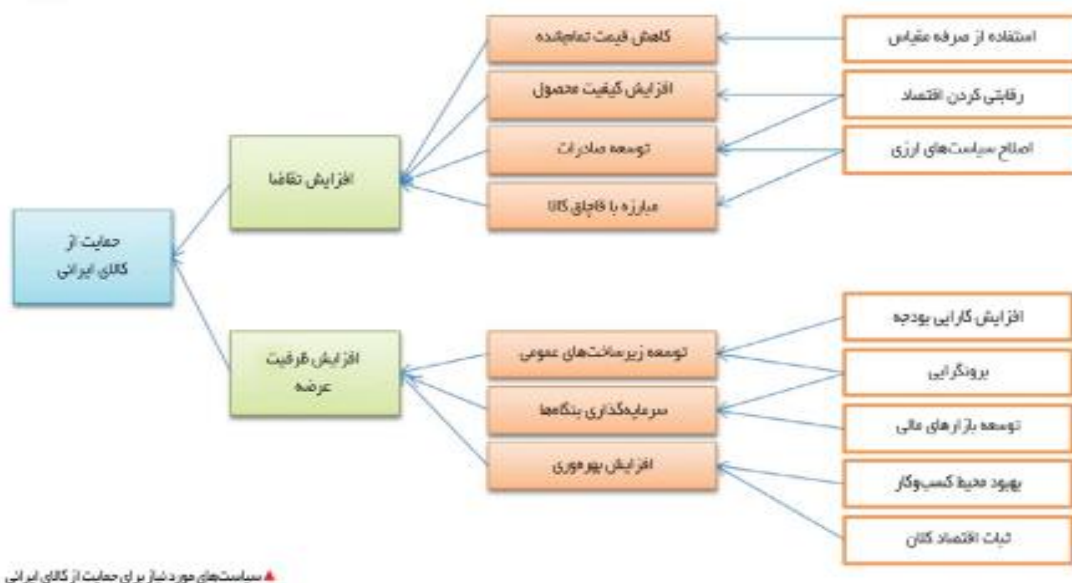 استفاده از صرفه مقیاس
رقابتی کردن اقتصاد
اصلاح سیاست‌های ارزی
کاهش قیمت تمام‌شده
افزایش کیفیت محصول
توسعه صادرات
مبارزه با قاچاق کالا
افزایش تقاضا
حمایت از
کالای ایرانی
افزایش ظرفیت
عرضه
توسعه زیرساخت‌های عمومی
سرمایه‌گذاری بنگاه‌ها
افزایش بهره‌وری
افزایش کارایی بودجه
برونگرایی
توسعه بازارهای مالی
بهبود محیط کسب‌وکار
ثبات اقتصاد کلان
▲ سیاست‌های مورد نیاز برای حمایت از کالای ایرانی